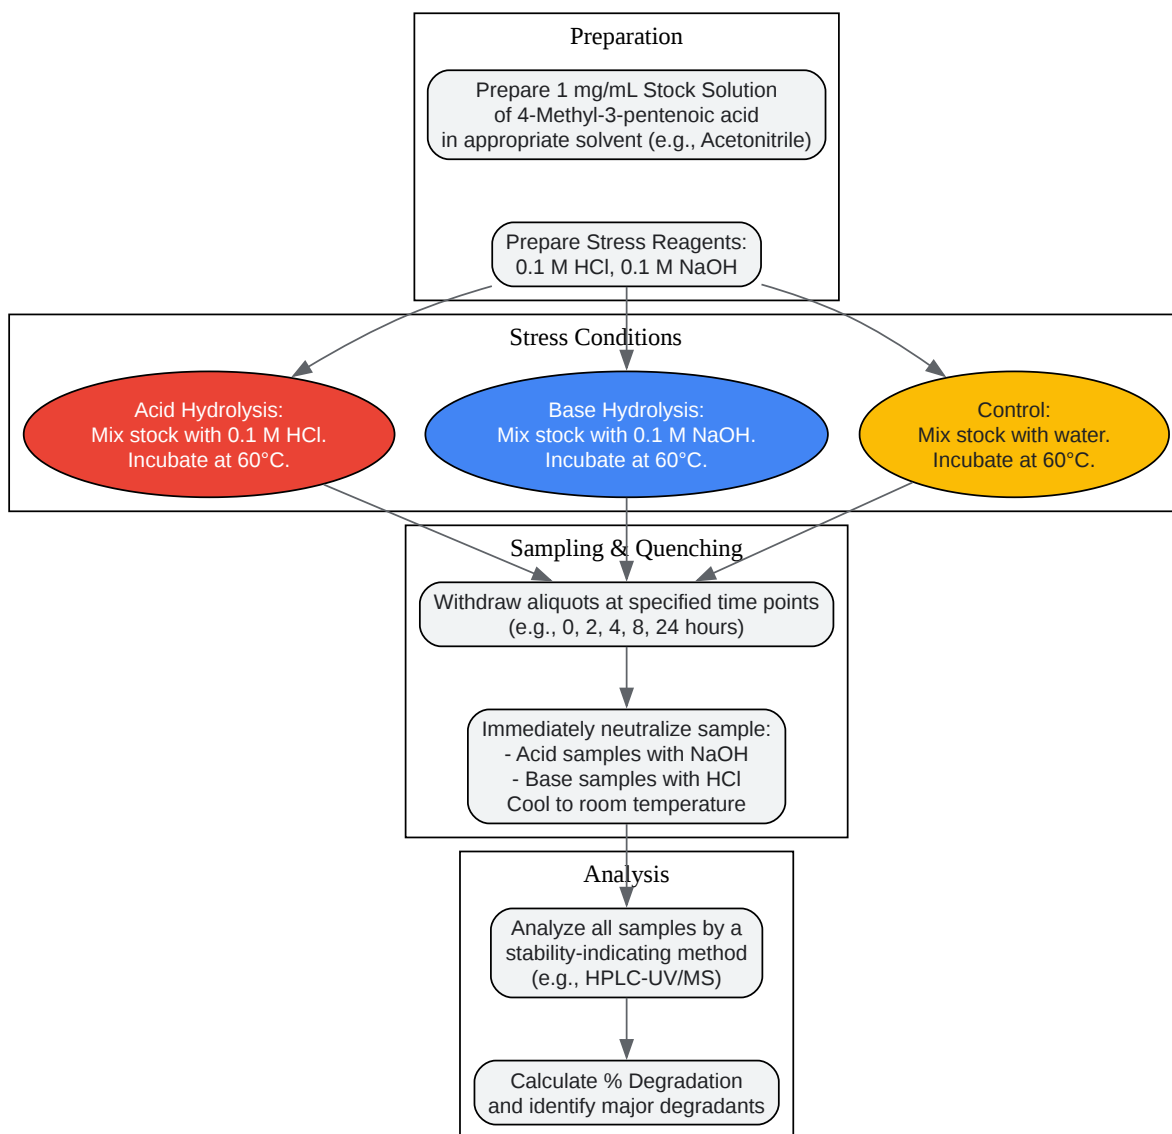 Preparation
Prepare 1 mg/mL Stock Solution
of 4-Methyl-3-pentenoic acid
in appropriate solvent (e.g., Acetonitrile)
Prepare Stress Reagents:
0.1 M HCl, 0.1 M NaOH
Stress Conditions
Acid Hydrolysis:
Mix stock with 0.1 M HCl.
Incubate at 60°C.
Base Hydrolysis:
Mix stock with 0.1 M NaOH.
Incubate at 60°C.
Control:
Mix stock with water.
Incubate at 60°C.
Sampling & Quenching
Withdraw aliquots at specified time points
(e.g., 0, 2, 4, 8, 24 hours)
Immediately neutralize sample:
- Acid samples with NaOH
- Base samples with HCl
Cool to room temperature
Analysis
Analyze all samples by a
stability-indicating method
(e.g., HPLC-UV/MS)
Calculate % Degradation
and identify major degradants